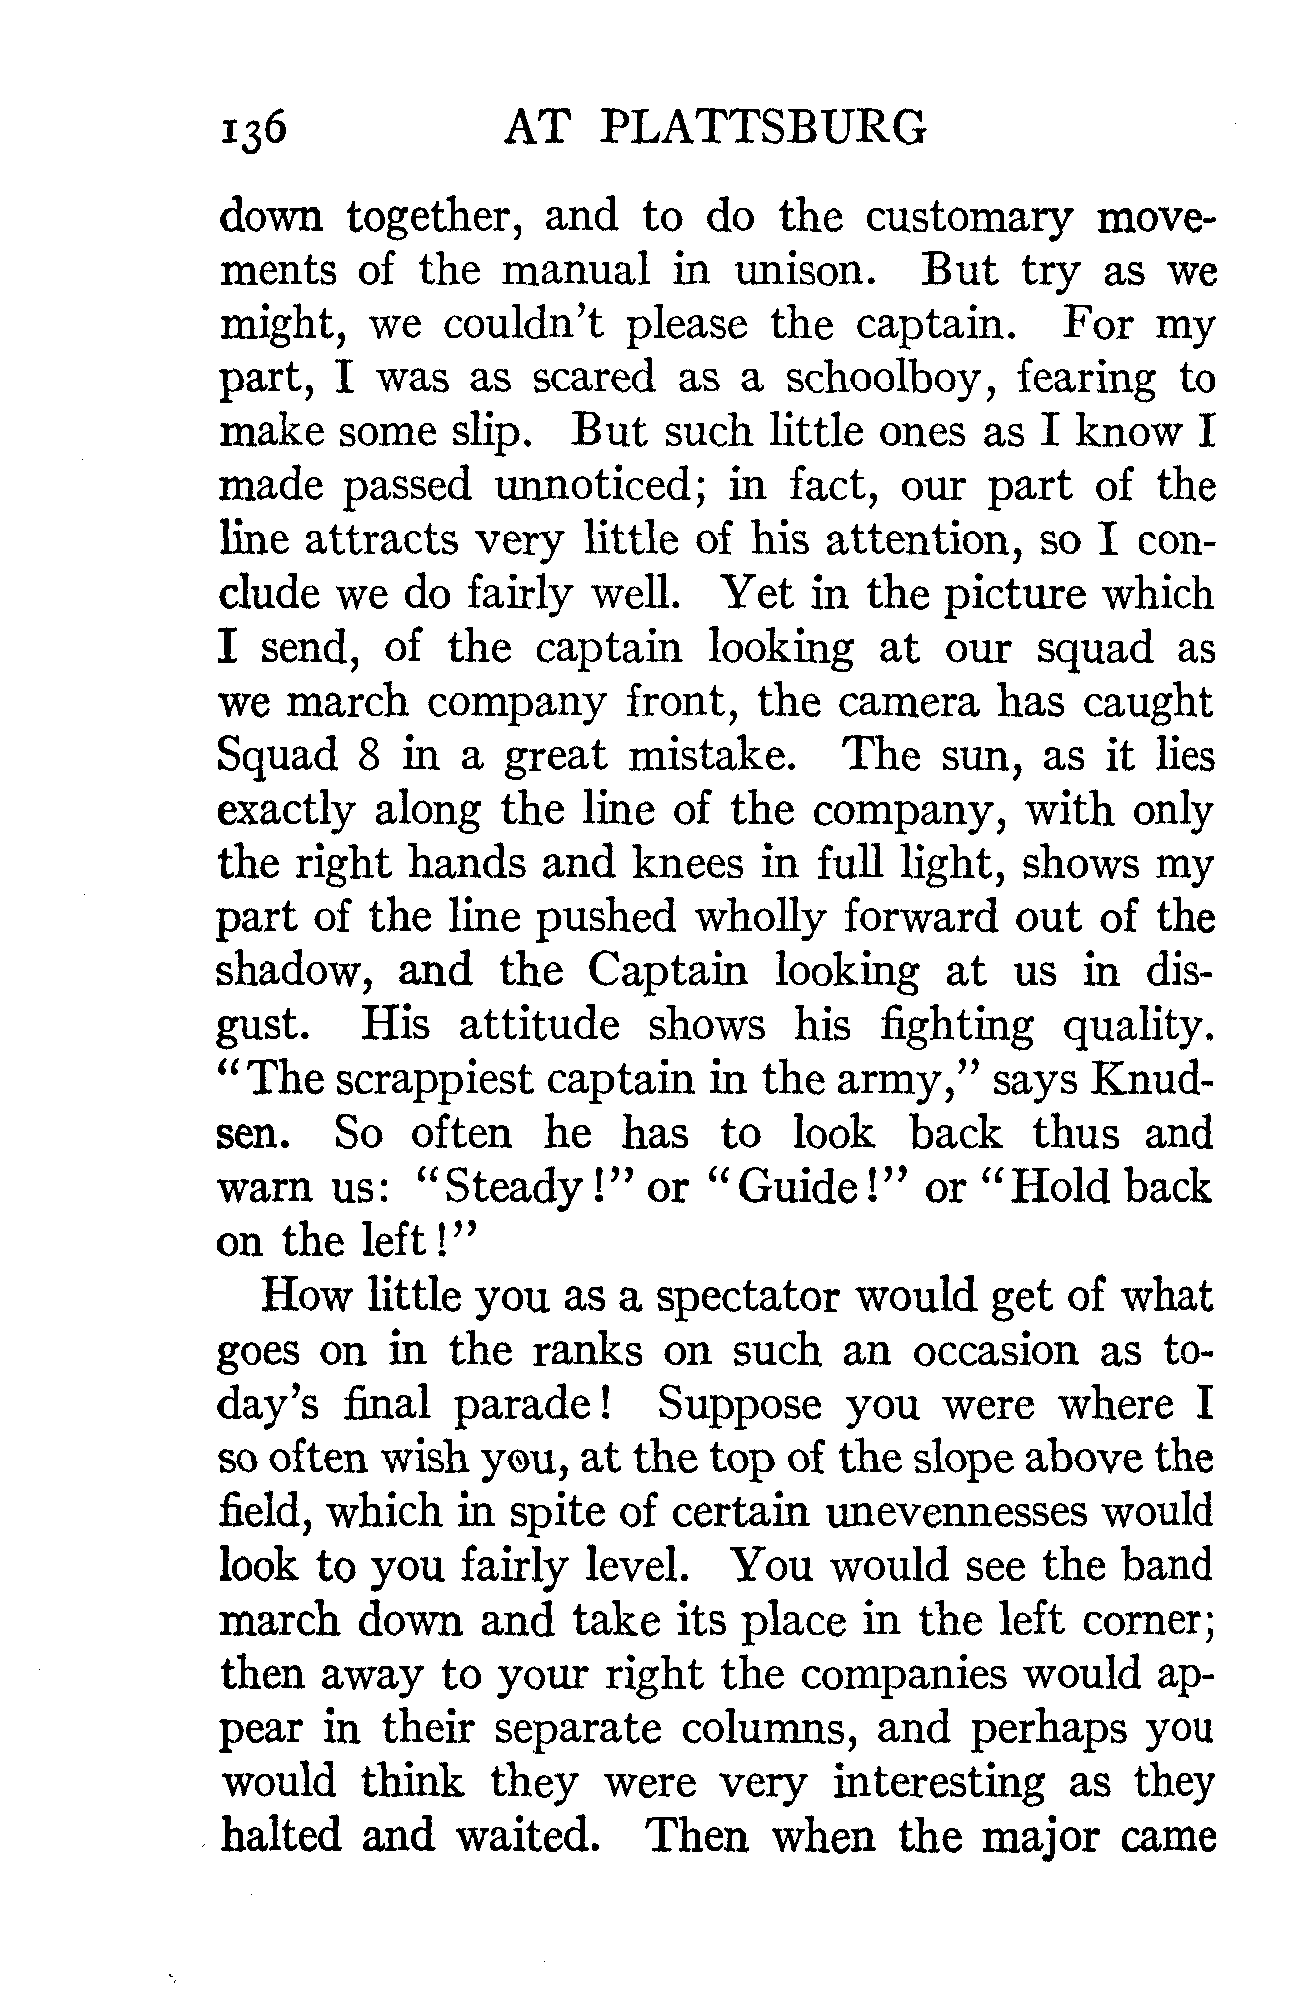 136 AT PLATTSBURG
down together, and to do the customary move-
ments of the manual in unison. But try as we
might, we couldn't please the captain. For my
part, I was as scared as a schoolboy, fearing to
make some slip. But such little ones as I know I
made passed unnoticed; in fact, our part of the
line attracts very little of his attention, so I con-
clude we do fairly well. Yet in the picture which
I send, of the captain looking at our squad as
we march company front, the camera has caught
Squad 8 in a great mistake. The sun, as it lies
exactly along the line of the company, with only
the right hands and knees in full light, shows my
part of the line pushed wholly forward out of the
shadow, and the Captain looking at us in dis-
gust. His attitude shows his fighting quality.
"The scrappiest captain in the army," says Knud-
sen. So often he has to look back thus and
warn us: "Steady!" or "Guide!" or "Hold back
on the left!"
How little you as a spectator would get of what
goes on in the ranks on such an occasion as to-
day's final parade! Suppose you were where I
so often wish you, at the top of the slope above the
field, which in spite of certain unevennesses would
look to you fairly level. You would see the band
march down and take its place in the left corner;
then away to your right the companies would ap-
pear in their separate columns, and perhaps you
would think they were very interesting as they
halted and waited. Then when the major came